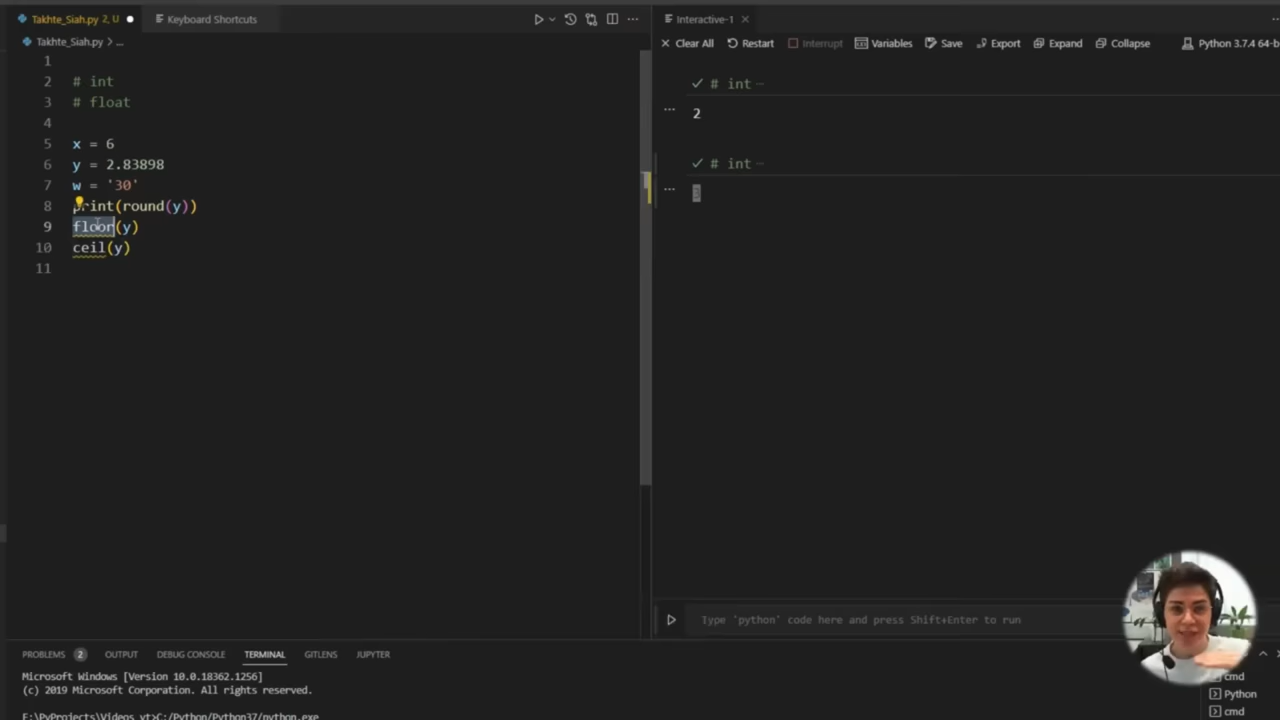 Takhte_Siah.py 2, U
Keyboard Shortcuts
Takhte_Siah.py > ...
1
2 # int
3 # float
4
5 x = 6
6 y = 2.83898
7 w = '30'
8 print(round(y))
9 floor(y)
10 ceil(y)
11
Interactive-1
Clear All Restart Interrupt Variables Save Export Expand Collapse Python 3.7.4 64-b
# int
2
# int
Type 'python' code here and press Shift+Enter to run
PROBLEMS 2 OUTPUT DEBUG CONSOLE TERMINAL GITLENS JUPYTER
Microsoft Windows [Version 10.0.18362.1256]
(c) 2019 Microsoft Corporation. All rights reserved.
E:\PyProjects\Videos_yt>C:/Python/Python37/python.exe
cmd
Python
cmd